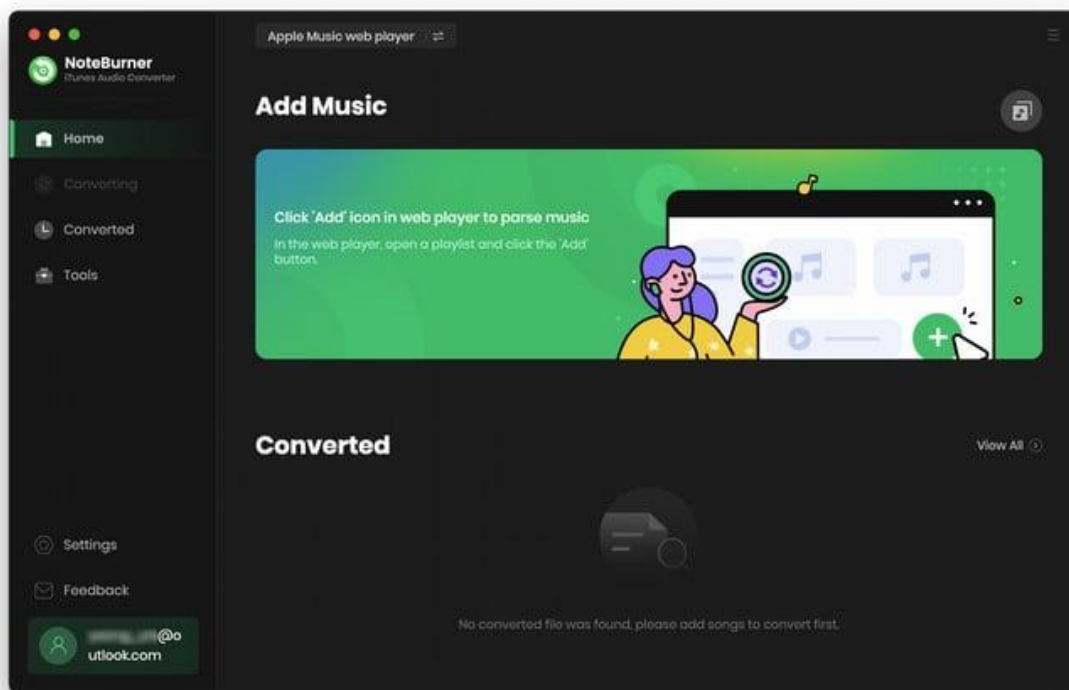 Apple Music web player
NoteBurner
iTunes Audio Converter
Home
Converting
Converted
Tools
Settings
Feedback
@o
utlook.com
Add Music
Click 'Add' icon in web player to parse music
In the web player, open a playlist and click the 'Add'
button.
Converted
View All
No converted file was found, please add songs to convert first.